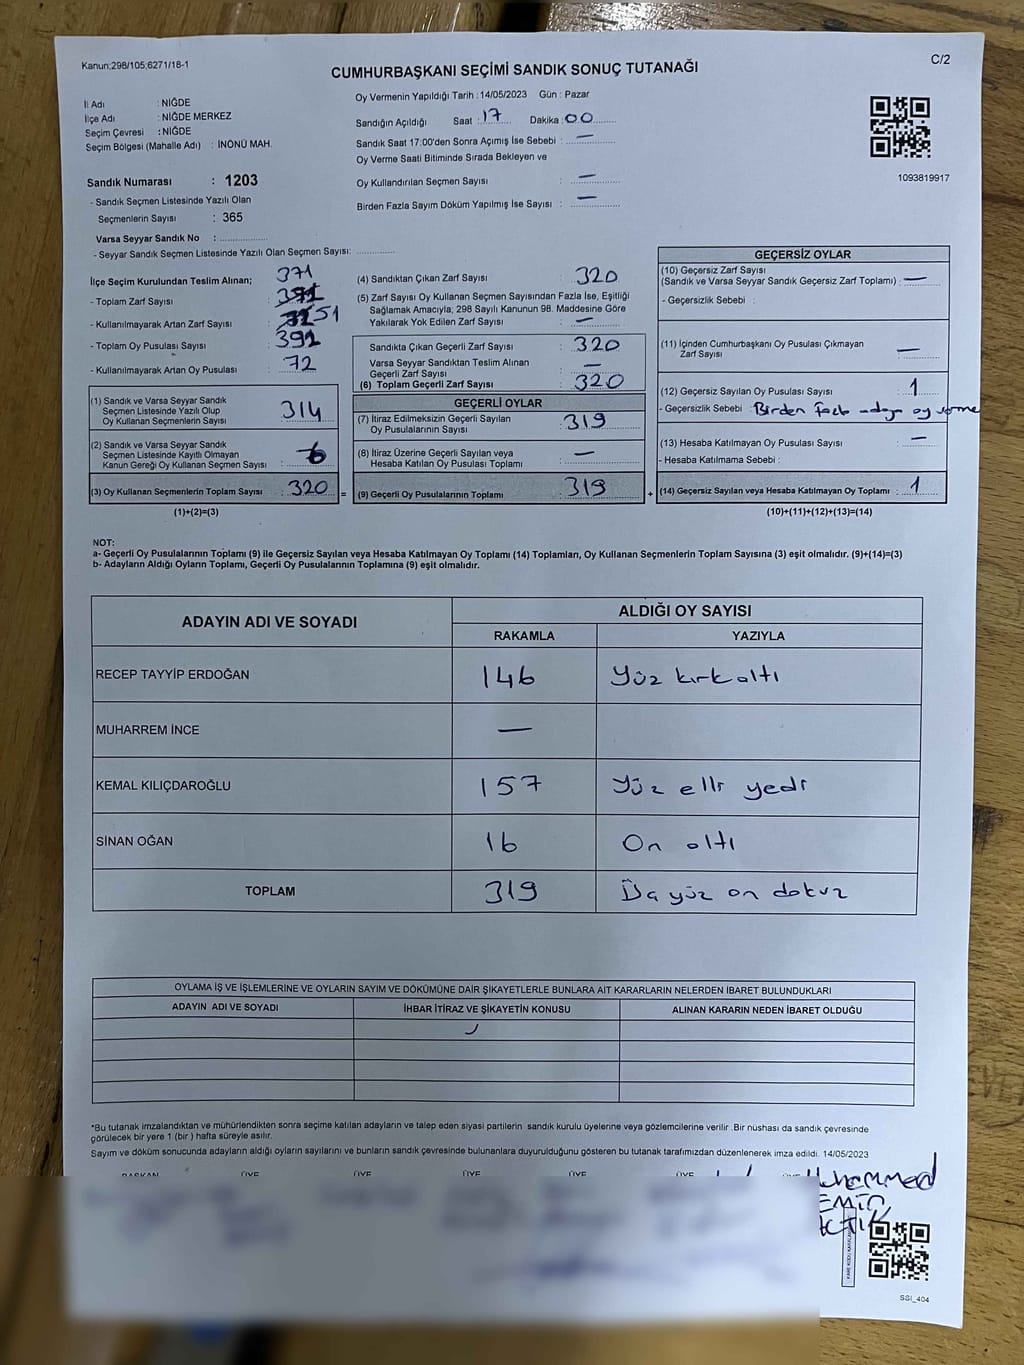 Kanun;298/105;6271/18-1
C/2
CUMHURBAŞKANI SEÇİMİ SANDIK SONUÇ TUTANAĞI
İl Adı : NİĞDE
İlçe Adı : NİĞDE MERKEZ
Seçim Çevresi : NİĞDE
Seçim Bölgesi (Mahalle Adı) : İNÖNÜ MAH.
Sandık Numarası : 1203
- Sandık Seçmen Listesinde Yazılı Olan
Seçmenlerin Sayısı : 365
Varsa Seyyar Sandık No :
- Seyyar Sandık Seçmen Listesinde Yazılı Olan Seçmen Sayısı:
Oy Vermenin Yapıldığı Tarih :14/05/2023 Gün : Pazar
Sandığın Açıldığı Saat : 17 Dakika : 00
Sandık Saat 17:00'den Sonra Açımış İse Sebebi : —
Oy Verme Saati Bitiminde Sırada Bekleyen ve
Oy Kullandırılan Seçmen Sayısı : —
Birden Fazla Sayım Döküm Yapılmış İse Sayısı : —
1093819917
İlçe Seçim Kurulundan Teslim Alınan;
371
- Toplam Zarf Sayısı :
- Kullanılmayarak Artan Zarf Sayısı : 51
- Toplam Oy Pusulası Sayısı : 392
- Kullanılmayarak Artan Oy Pusulası : 72
(1) Sandık ve Varsa Seyyar Sandık
Seçmen Listesinde Yazılı Olup
Oy Kullanan Seçmenlerin Sayısı : 314
(2) Sandık ve Varsa Seyyar Sandık
Seçmen Listesinde Kayıtlı Olmayan
Kanun Gereği Oy Kullanan Seçmen Sayısı : 6
(3) Oy Kullanan Seçmenlerin Toplam Sayısı : 320 =
(1)+(2)=(3)
(4) Sandıktan Çıkan Zarf Sayısı : 320
(5) Zarf Sayısı Oy Kullanan Seçmen Sayısından Fazla İse, Eşitliği
Sağlamak Amacıyla; 298 Sayılı Kanunun 98. Maddesine Göre
Yakılarak Yok Edilen Zarf Sayısı : —
Sandıkta Çıkan Geçerli Zarf Sayısı : 320
Varsa Seyyar Sandıktan Teslim Alınan
Geçerli Zarf Sayısı : —
(6) Toplam Geçerli Zarf Sayısı : 320
GEÇERLİ OYLAR
(7) İtiraz Edilmeksizin Geçerli Sayılan
Oy Pusulalarının Sayısı : 319
(8) İtiraz Üzerine Geçerli Sayılan veya
Hesaba Katılan Oy Pusulası Toplamı : —
(9) Geçerli Oy Pusulalarının Toplamı : 319 +
GEÇERSİZ OYLAR
(10) Geçersiz Zarf Sayısı
(Sandık ve Varsa Seyyar Sandık Geçersiz Zarf Toplamı) : —
- Geçersizlik Sebebi :
(11) İçinden Cumhurbaşkanı Oy Pusulası Çıkmayan
Zarf Sayısı : —
(12) Geçersiz Sayılan Oy Pusulası Sayısı : 1
- Geçersizlik Sebebi : Birden fazla adaya oy verme
(13) Hesaba Katılmayan Oy Pusulası Sayısı : —
- Hesaba Katılmama Sebebi :
(14) Geçersiz Sayılan veya Hesaba Katılmayan Oy Toplamı : 1
(10)+(11)+(12)+(13)=(14)
NOT:
a- Geçerli Oy Pusulalarının Toplamı (9) ile Geçersiz Sayılan veya Hesaba Katılmayan Oy Toplamı (14) Toplamları, Oy Kullanan Seçmenlerin Toplam Sayısına (3) eşit olmalıdır. (9)+(14)=(3)
b- Adayların Aldığı Oyların Toplamı, Geçerli Oy Pusulalarının Toplamına (9) eşit olmalıdır.
ADAYIN ADI VE SOYADI ALDIĞI OY SAYISI
RAKAMLA YAZIYLA
RECEP TAYYİP ERDOĞAN 146 Yüz kırk altı
MUHARREM İNCE —
KEMAL KILIÇDAROĞLU 157 Yüz elli yedi
SİNAN OĞAN 16 On altı
TOPLAM 319 yüz on dokuz
OYLAMA İŞ VE İŞLEMLERİNE VE OYLARIN SAYIM VE DÖKÜMÜNE DAİR ŞİKAYETLERLE BUNLARA AİT KARARLARIN NELERDEN İBARET BULUNDUKLARI
ADAYIN ADI VE SOYADI İHBAR İTİRAZ VE ŞİKAYETİN KONUSU ALINAN KARARIN NEDEN İBARET OLDUĞU
*Bu tutanak imzalandıktan ve mühürlendikten sonra seçime katılan adayların ve talep eden siyasi partilerin sandık kurulu üyelerine veya gözlemcilerine verilir .Bir nüshası da sandık çevresinde
görülecek bir yere 1 (bir ) hafta süreyle asılır.
Sayım ve döküm sonucunda adayların aldığı oyların sayılarını ve bunların sandık çevresinde bulunanlara duyurulduğunu gösteren bu tutanak tarafımızdan düzenlenerek imza edildi. 14/05/2023
BAŞKAN ÜYE ÜYE ÜYE ÜYE ÜYE
Muhammed
EMİN
SSİ_404